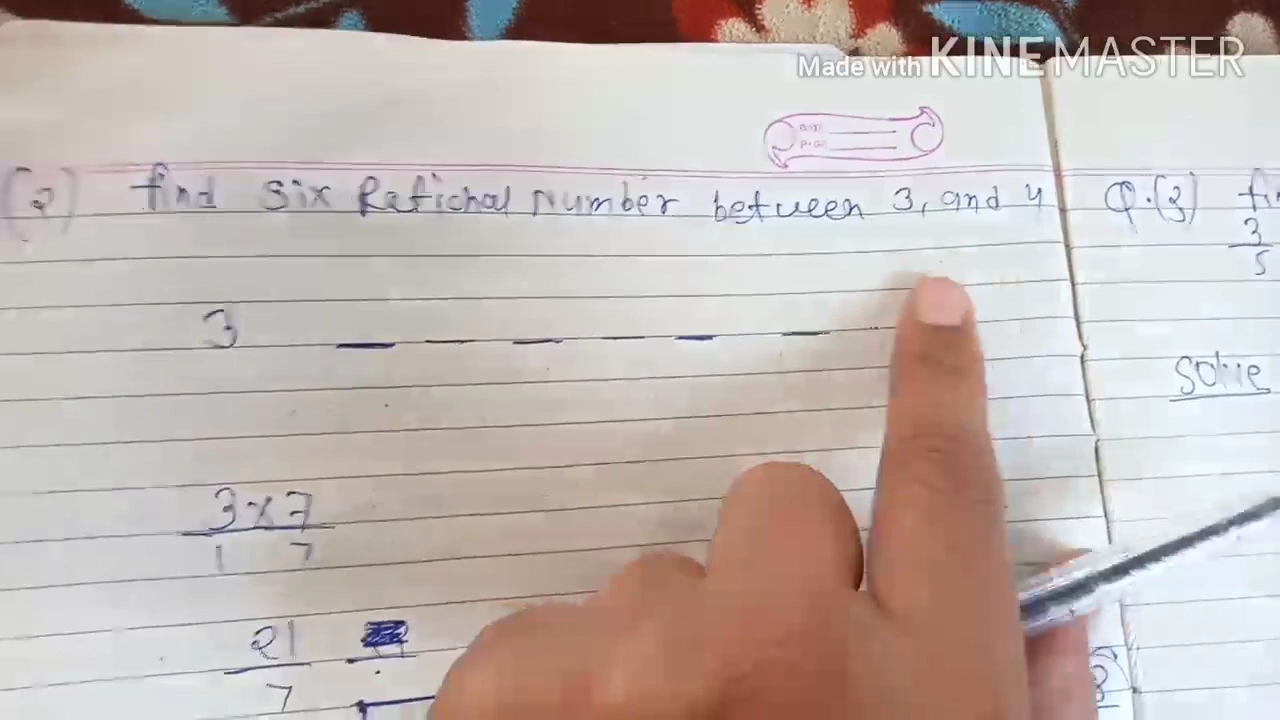 Made with KINEMASTER
(2) find six Rational Number between 3, and 4
3 _ _ _ _ _ _
3 x 7
1 7
21
7
Q.(3)
3
5
Solve